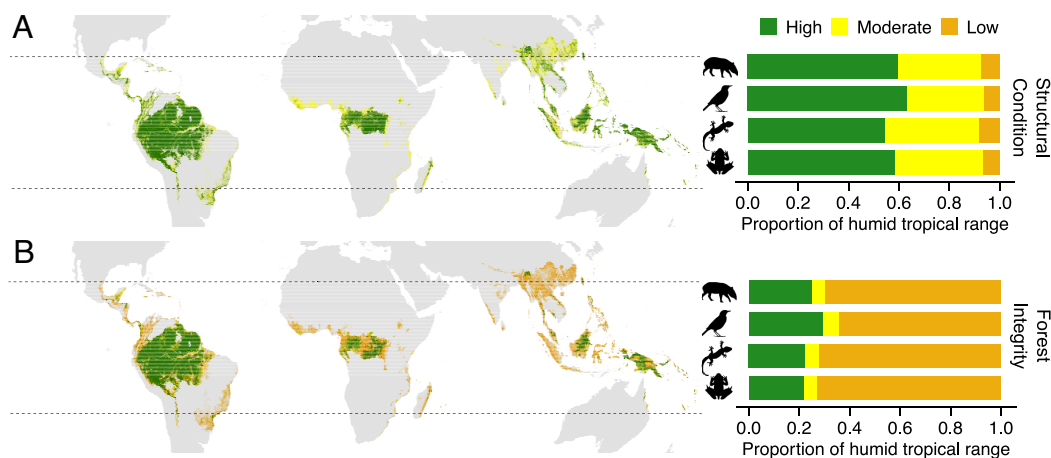 A
High Moderate Low
Structural
Condition
0.0 0.2 0.4 0.6 0.8 1.0
Proportion of humid tropical range
B
Forest
Integrity
0.0 0.2 0.4 0.6 0.8 1.0
Proportion of humid tropical range